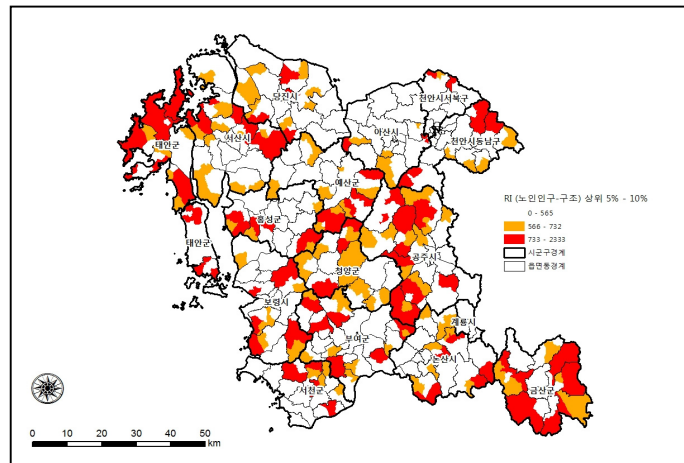 당진시
천안시서북구
아산시
천안시동남구
서산시
태안군
예산군
RI (노인인구-구조) 상위 5% - 10%
0 - 565
566 - 732
733 - 2333
시군구경계
읍면동경계
홍성군
태안군
공주시
청양군
보령시
계룡시
부여군
논산시
서천군
금산군
0 10 20 30 40 50
km